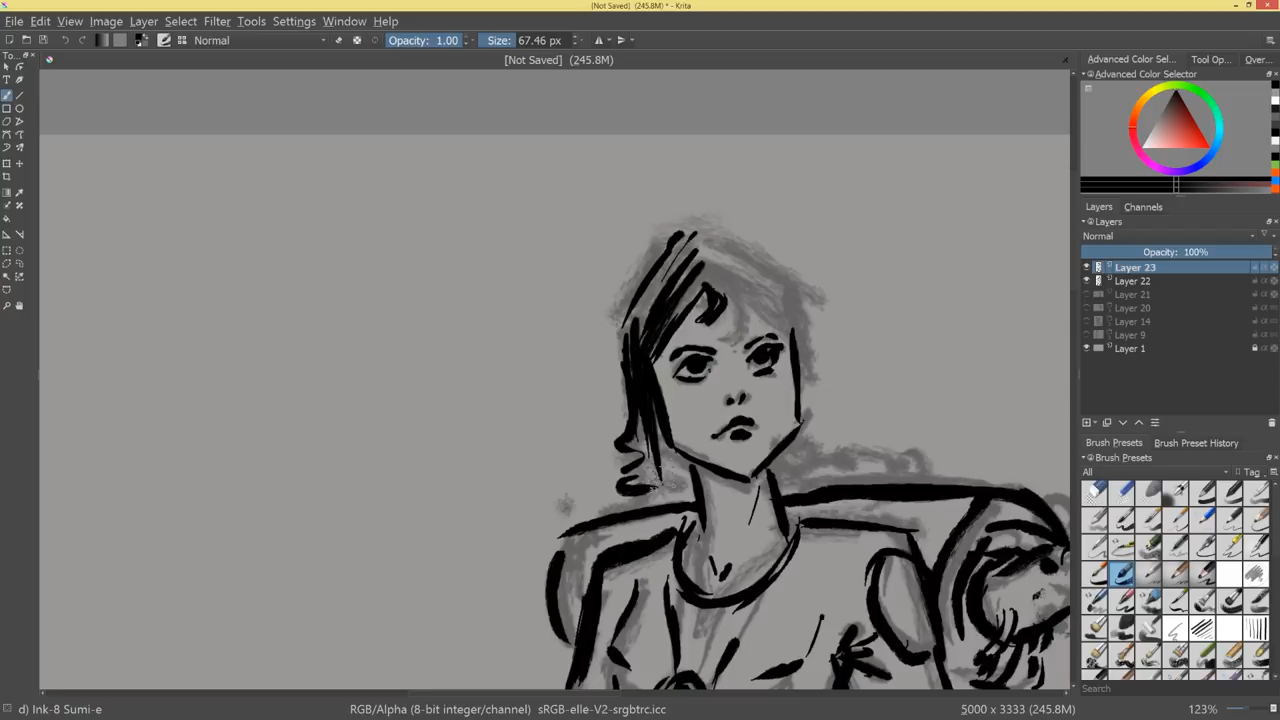 [Not Saved] (245.8M) * - Krita
File Edit View Image Layer Select Filter Tools Settings Window Help
Normal Opacity: 1.00 Size: 67.46 px
[Not Saved] (245.8M)
To...
Advanced Color Sel... Tool Op... Over...
Advanced Color Selector
Layers Channels
Layers
Normal
Opacity: 100%
Layer 23
Layer 22
Layer 21
Layer 20
Layer 14
Layer 9
Layer 1
Brush Presets Brush Preset History
Brush Presets
All Tag
Search
d) Ink-8 Sumi-e RGB/Alpha (8-bit integer/channel) sRGB-elle-V2-srgbtrc.icc 5000 x 3333 (245.8M) 123%